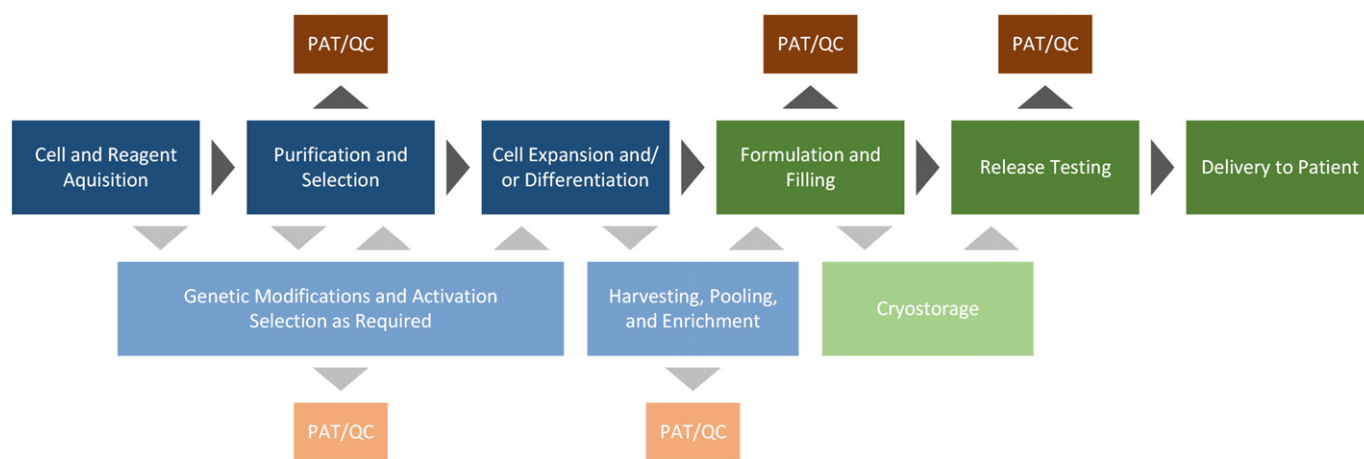 PAT/QC
PAT/QC
PAT/QC
Cell and Reagent
Aquisition
Purification and
Selection
Cell Expansion and/
or Differentiation
Formulation and
Filling
Release Testing
Delivery to Patient
Genetic Modifications and Activation
Selection as Required
Harvesting, Pooling,
and Enrichment
Cryostorage
PAT/QC
PAT/QC